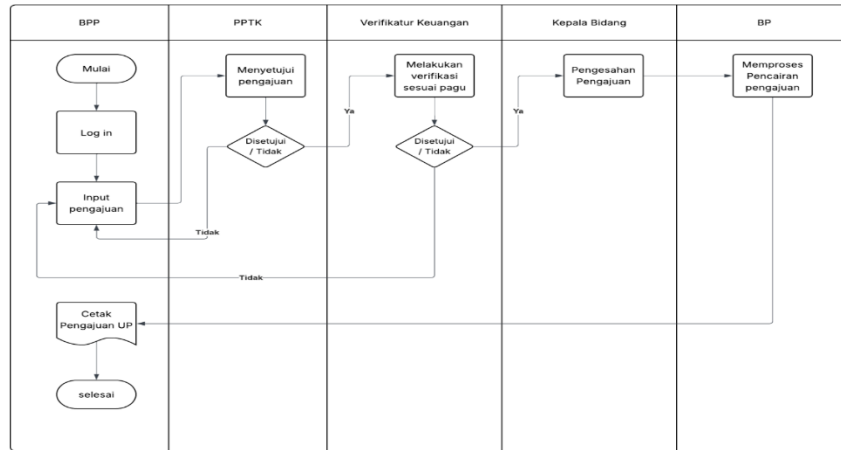 BPP
PPTK
Verifikatur Keuangan
Kepala Bidang
BP
Mulai
Menyetujui
pengajuan
Melakukan
verifikasi
sesuai pagu
Pengesahan
Pengajuan
Memproses
Pencairan
pengajuan
Ya
Ya
Log in
Disetujui
/ Tidak
Disetujui
/ Tidak
Input
pengajuan
Tidak
Tidak
Cetak
Pengajuan UP
selesai